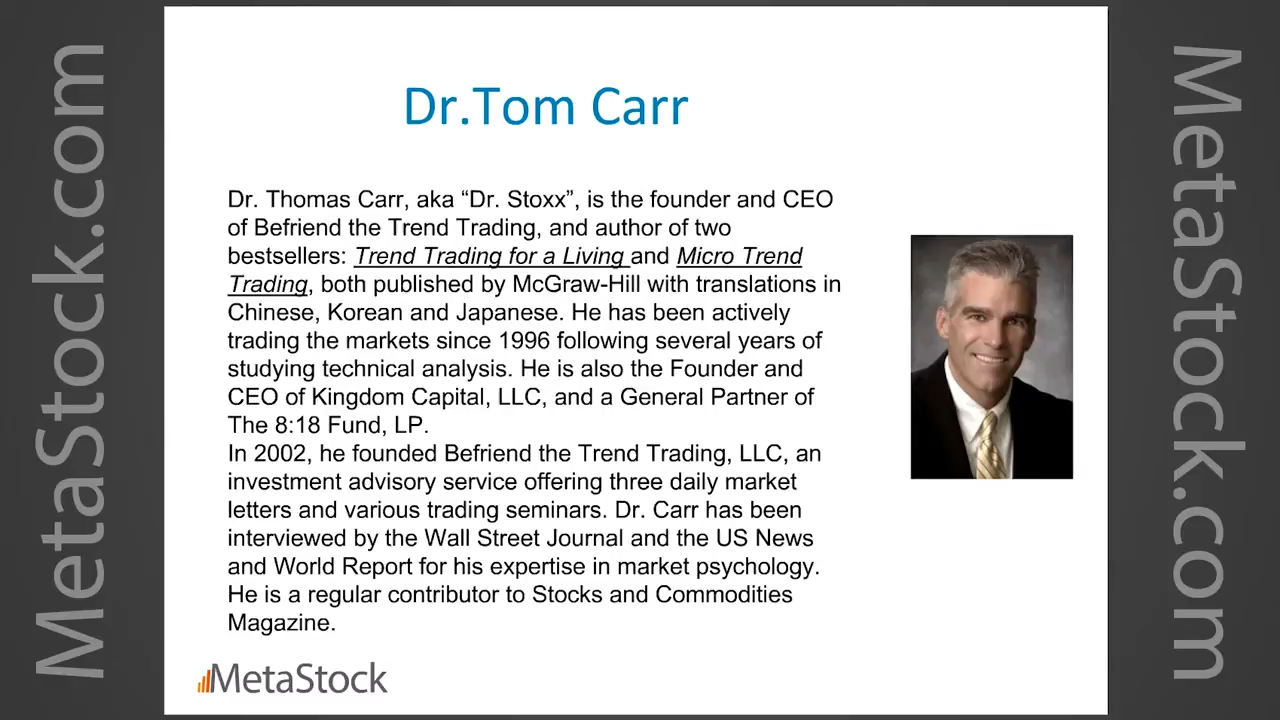 MetaStock.com
Dr.Tom Carr
Dr. Thomas Carr, aka “Dr. Stoxx”, is the founder and CEO
of Befriend the Trend Trading, and author of two
bestsellers: Trend Trading for a Living and Micro Trend
Trading, both published by McGraw-Hill with translations in
Chinese, Korean and Japanese. He has been actively
trading the markets since 1996 following several years of
studying technical analysis. He is also the Founder and
CEO of Kingdom Capital, LLC, and a General Partner of
The 8:18 Fund, LP.
In 2002, he founded Befriend the Trend Trading, LLC, an
investment advisory service offering three daily market
letters and various trading seminars. Dr. Carr has been
interviewed by the Wall Street Journal and the US News
and World Report for his expertise in market psychology.
He is a regular contributor to Stocks and Commodities
Magazine.
MetaStock
MetaStock.com